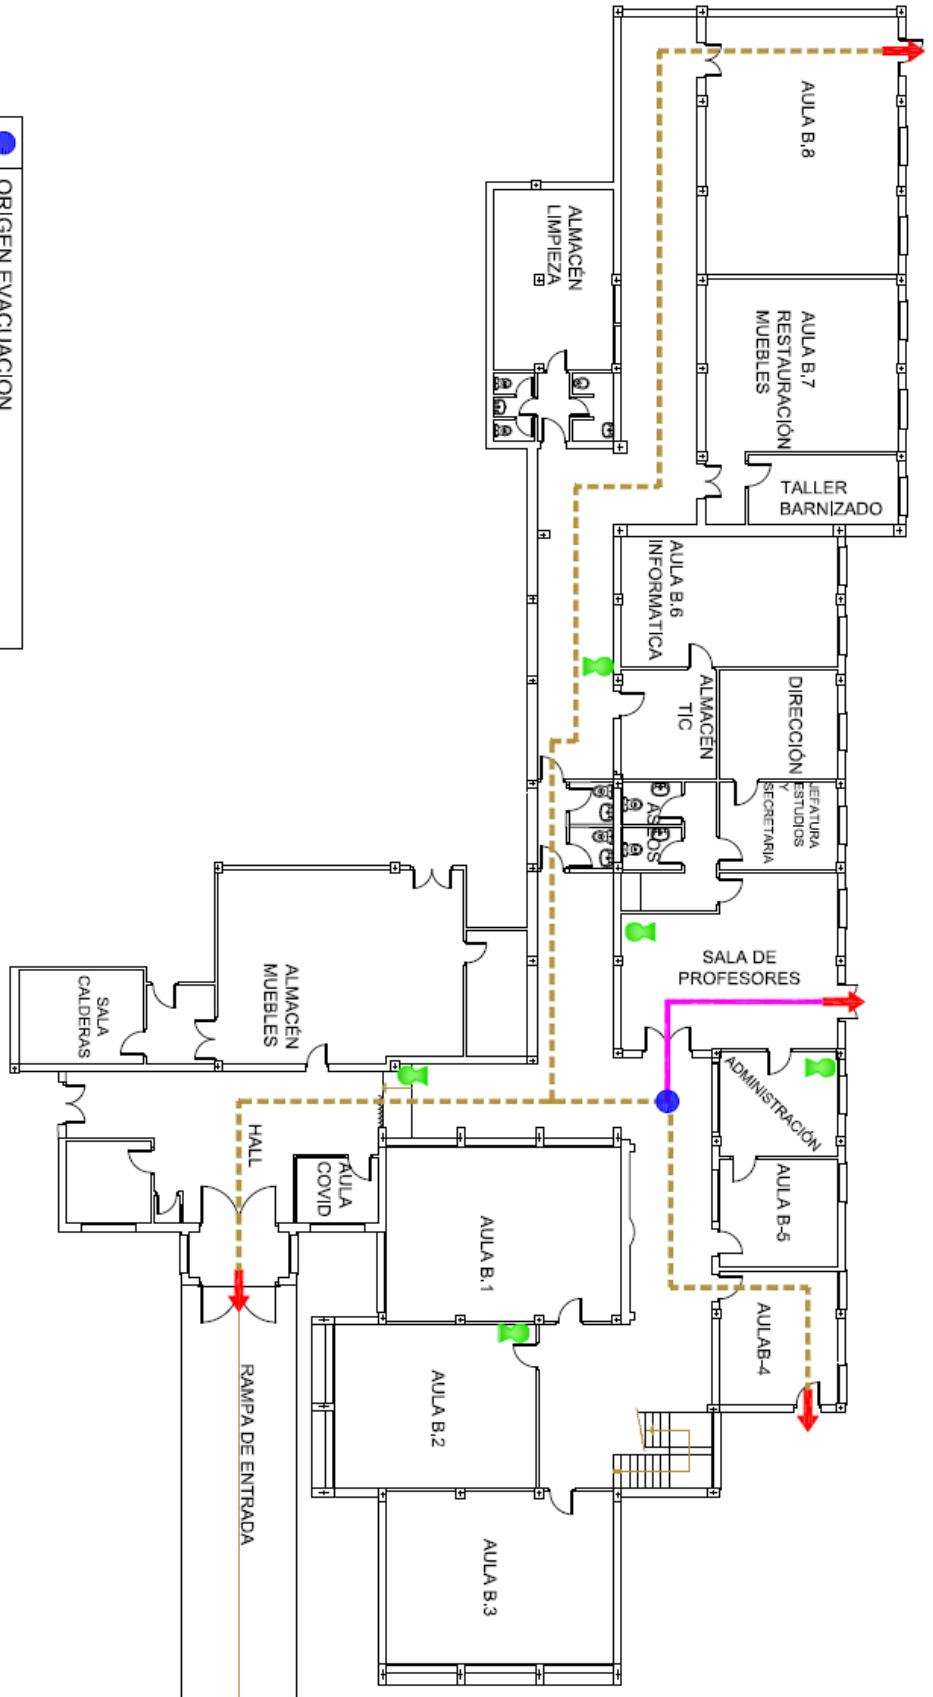 AULA B,8
AULA B,7
RESTAURACIÓN
MUEBLES
TALLER
BARNIZADO
ALMACÉN
LIMPIEZA
AULA B.6
INFORMATICA
ALMACÉN
TIC
DIRECCIÓN
JEFATURA
ESTUDIOS
Y
SECRETARIA
ASEOS
SALA DE
PROFESORES
ALMACÉN
MUEBLES
SALA
CALDERAS
ADMINISTRACIÓN
HALL
AULA
COVID
AULA B.1
AULA B-5
AULAB-4
AULA B,2
AULA B.3
RAMPA DE ENTRADA
ORIGEN EVACUACION